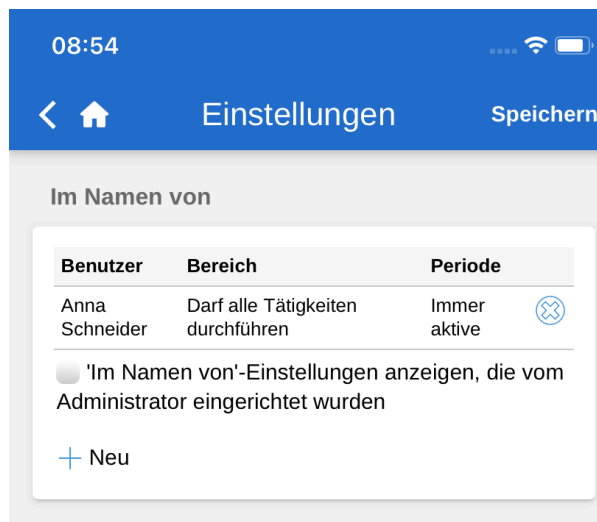 08:54
Einstellungen Speichern
Im Namen von
Benutzer Bereich Periode
Anna Darf alle Tätigkeiten Immer
Schneider durchführen aktive
'Im Namen von'-Einstellungen anzeigen, die vom
Administrator eingerichtet wurden
Neu